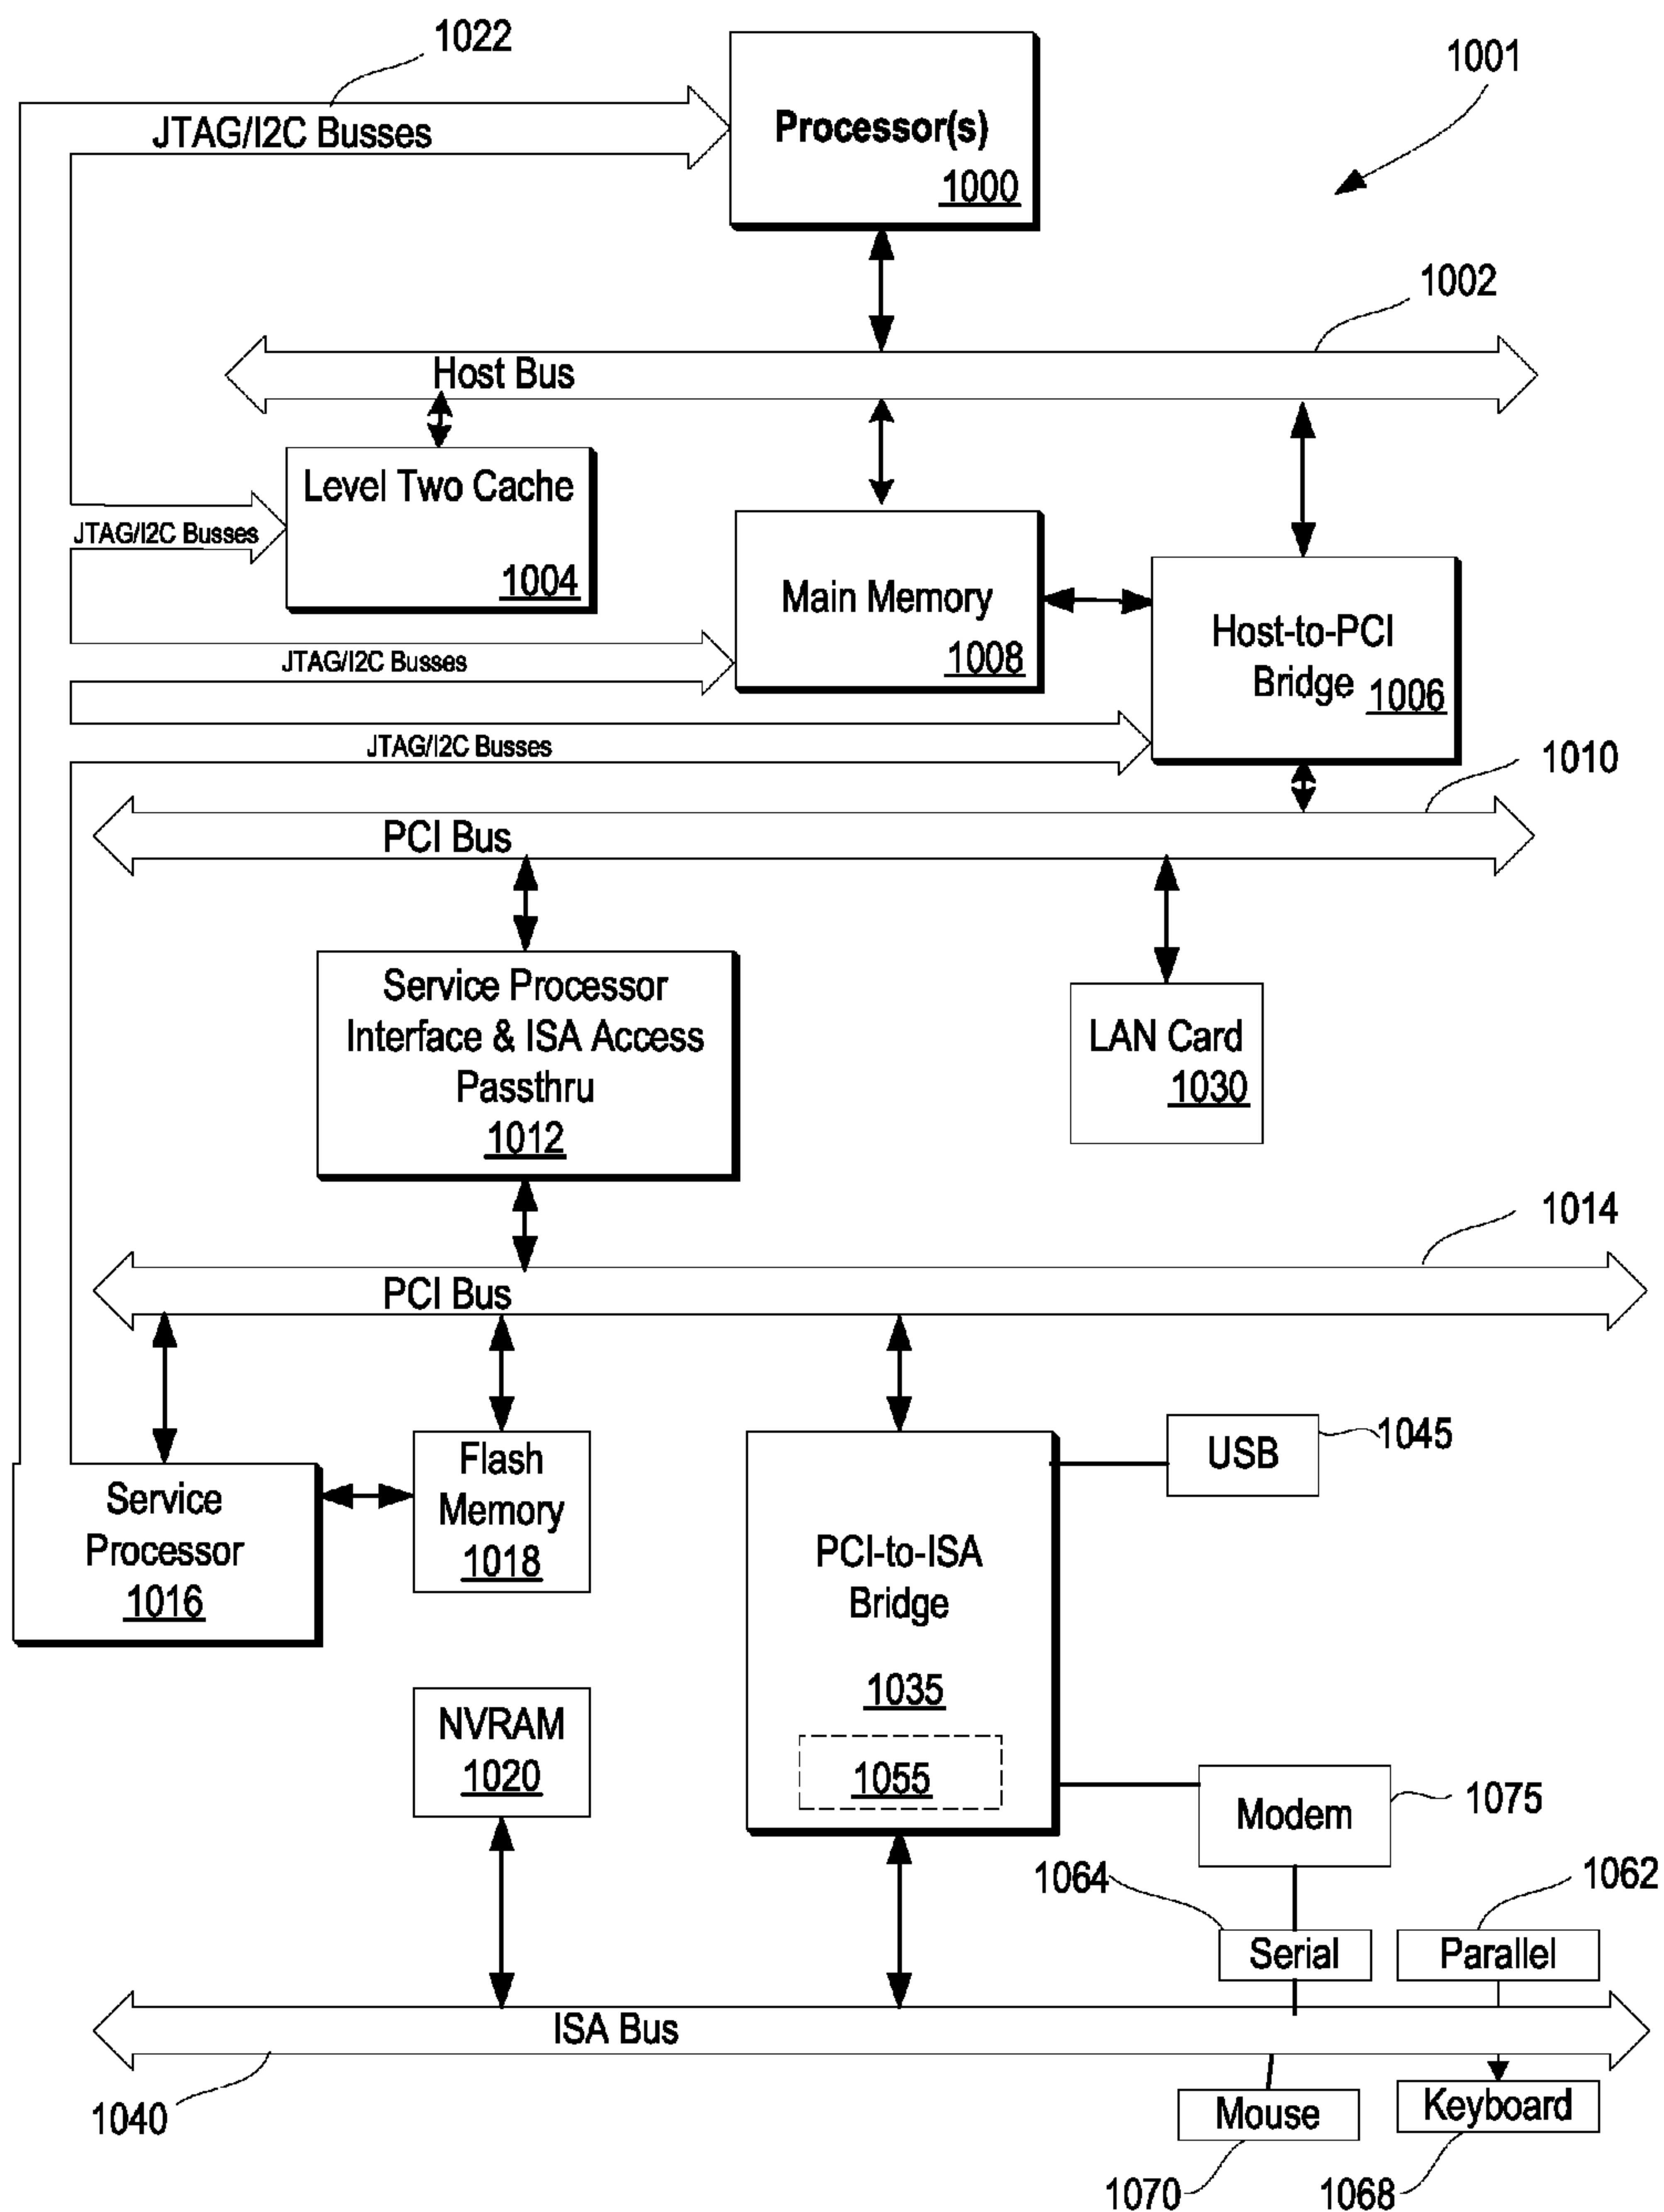 1022
1001
JTAG/I2C Busses
Processor(s)
1000
1002
Host Bus
Level Two Cache
1004
JTAG/I2C Busses
Main Memory
1008
Host-to-PCI
Bridge
1006
JTAG/I2C Busses
JTAG/I2C Busses
1010
PCI Bus
Service Processor
Interface & ISA Access
Passthru
1012
LAN Card
1030
1014
PCI Bus
Service
Processor
1016
Flash
Memory
1018
PCI-to-ISA
Bridge
1035
1055
USB
1045
NVRAM
1020
Modem
1075
1064
1062
Serial
Parallel
ISA Bus
1040
Mouse
Keyboard
1070
1068